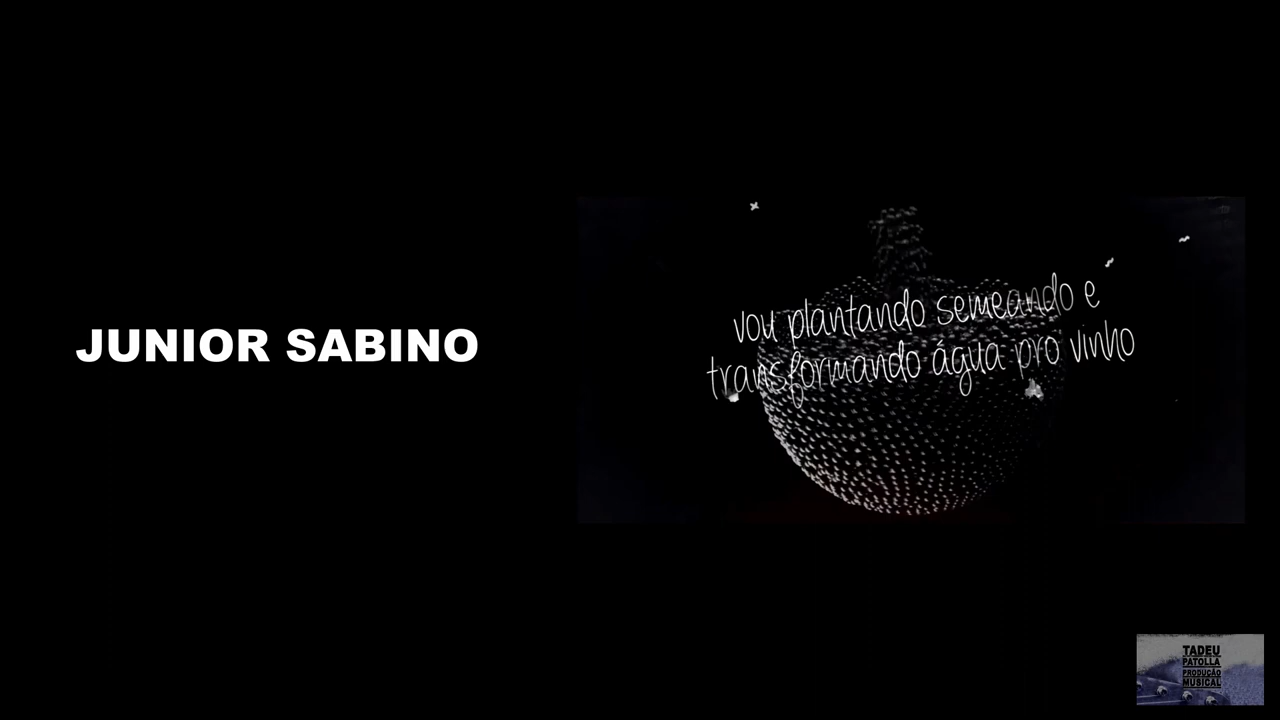 JUNIOR SABINO
vou plantando semeando e
transformando água pro vinho
TADEU
PATOLLA
PRODUÇÃO
MUSICAL